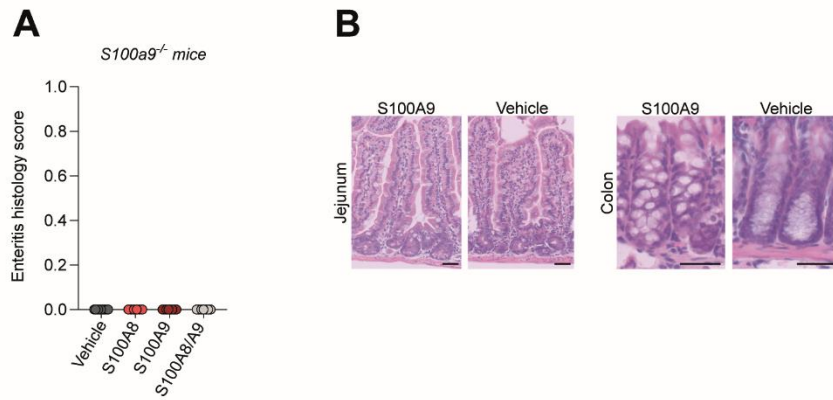 A
S100a9-/- mice
Enteritis histology score
1.0
0.8
0.6
0.4
0.2
0.0
Vehicle
S100A8
S100A9
S100A8/A9
B
S100A9
Vehicle
Jejunum
S100A9
Vehicle
Colon